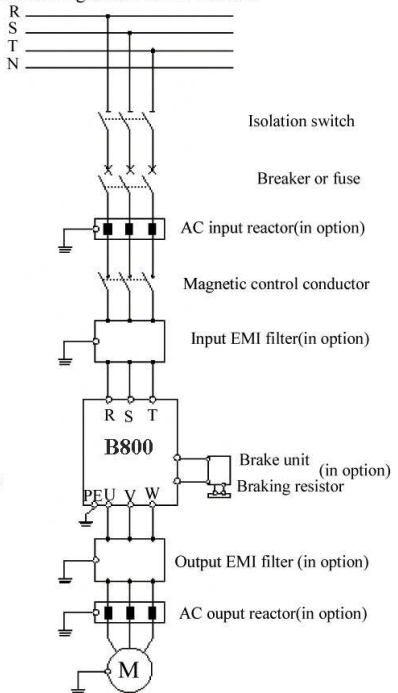 R
S
T
N
Isolation switch
Breaker or fuse
AC input reactor(in option)
Magnetic control conductor
Input EMI filter(in option)
R S T
B800
Brake unit
(in option)
Braking resistor
PE U V W
Output EMI filter (in option)
AC ouput reactor(in option)
M